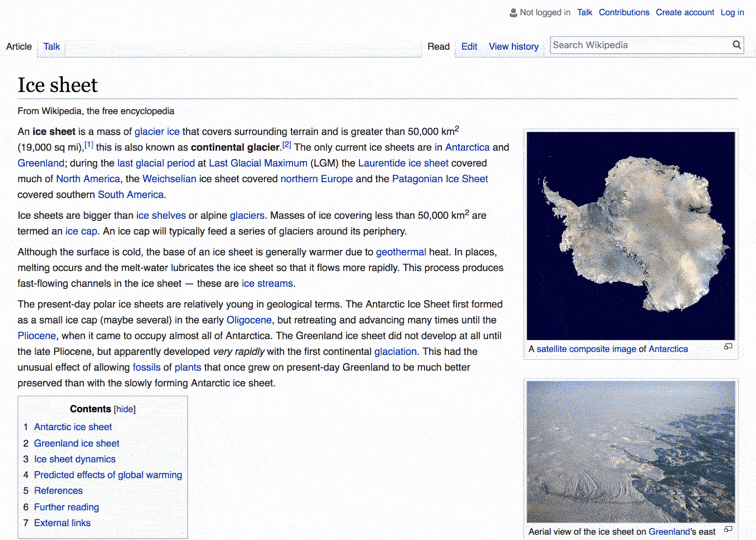 Not logged in Talk Contributions Create account Log in
Article Talk Read Edit View history Search Wikipedia
Ice sheet
From Wikipedia, the free encyclopedia
An ice sheet is a mass of glacier ice that covers surrounding terrain and is greater than 50,000 km2
(19,000 sq mi),[1] this is also known as continental glacier.[2] The only current ice sheets are in Antarctica and
Greenland; during the last glacial period at Last Glacial Maximum (LGM) the Laurentide ice sheet covered
much of North America, the Weichselian ice sheet covered northern Europe and the Patagonian Ice Sheet
covered southern South America.
Ice sheets are bigger than ice shelves or alpine glaciers. Masses of ice covering less than 50,000 km2 are
termed an ice cap. An ice cap will typically feed a series of glaciers around its periphery.
Although the surface is cold, the base of an ice sheet is generally warmer due to geothermal heat. In places,
melting occurs and the melt-water lubricates the ice sheet so that it flows more rapidly. This process produces
fast-flowing channels in the ice sheet — these are ice streams.
The present-day polar ice sheets are relatively young in geological terms. The Antarctic Ice Sheet first formed
as a small ice cap (maybe several) in the early Oligocene, but retreating and advancing many times until the
Pliocene, when it came to occupy almost all of Antarctica. The Greenland ice sheet did not develop at all until
the late Pliocene, but apparently developed very rapidly with the first continental glaciation. This had the
unusual effect of allowing fossils of plants that once grew on present-day Greenland to be much better
preserved than with the slowly forming Antarctic ice sheet.
Contents [hide]
1 Antarctic ice sheet
2 Greenland ice sheet
3 Ice sheet dynamics
4 Predicted effects of global warming
5 References
6 Further reading
7 External links
A satellite composite image of Antarctica
Aerial view of the ice sheet on Greenland's east